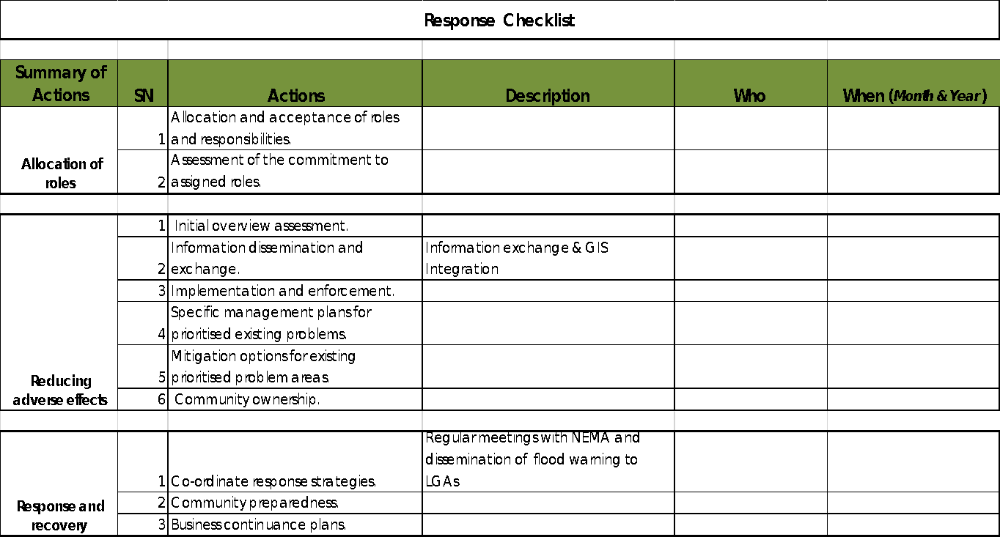 Response Checklist
Summary of
Actions
SN
Actions
Description
Who
When (Month & Year)
Allocation of
roles
1
Allocation and acceptance of roles
and responsibilities.
2
Assessment of the commitment to
assigned roles.
Reducing
adverse effects
1
Initial overview assessment.
2
Information dissemination and
exchange.
Information exchange & GIS
Integration
3
Implementation and enforcement.
4
Specific management plans for
prioritised existing problems.
5
Mitigation options for existing
prioritised problem areas.
6
Community ownership.
Response and
recovery
1
Co-ordinate response strategies.
Regular meetings with NEMA and
dissemination of flood warning to
LGAs
2
Community preparedness.
3
Business continuance plans.